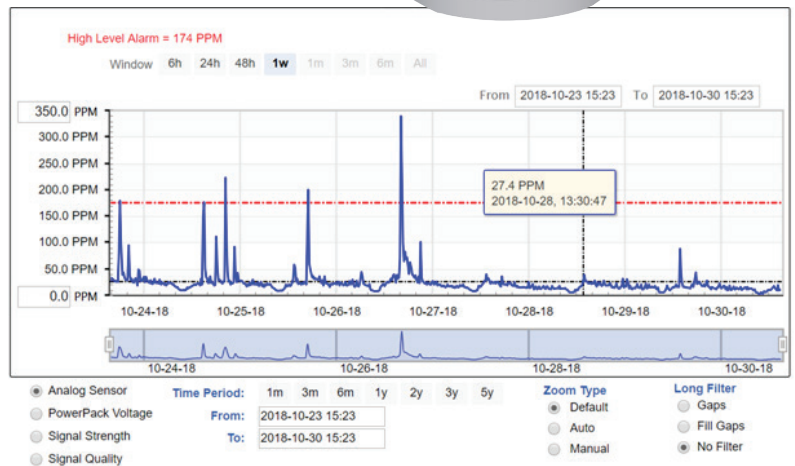 High Level Alarm = 174 PPM
Window 6h 24h 48h 1w 1m 3m 6m All
From 2018-10-23 15:23 To 2018-10-30 15:23
350.0 PPM
300.0 PPM
250.0 PPM
200.0 PPM
150.0 PPM
100.0 PPM
50.0 PPM
0.0 PPM
27.4 PPM
2018-10-28, 13:30:47
10-24-18 10-25-18 10-26-18 10-27-18 10-28-18 10-29-18 10-30-18
10-24-18 10-26-18 10-28-18 10-30-18
Analog Sensor
PowerPack Voltage
Signal Strength
Signal Quality
Time Period: 1m 3m 6m 1y 2y 3y 5y
From: 2018-10-23 15:23
To: 2018-10-30 15:23
Zoom Type
Default
Auto
Manual
Long Filter
Gaps
Fill Gaps
No Filter